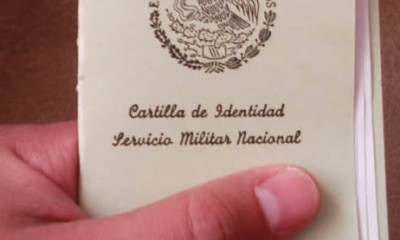 Cartilla de Identidad
Servicio Militar Nacional